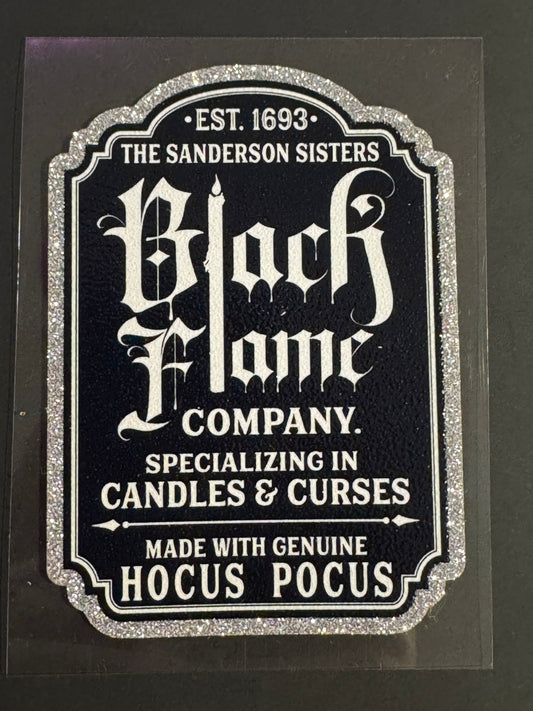 ·EST. 1693·
THE SANDERSON SISTERS
Black
Flame
COMPANY.
SPECIALIZING IN
CANDLES & CURSES
MADE WITH GENUINE
HOCUS POCUS